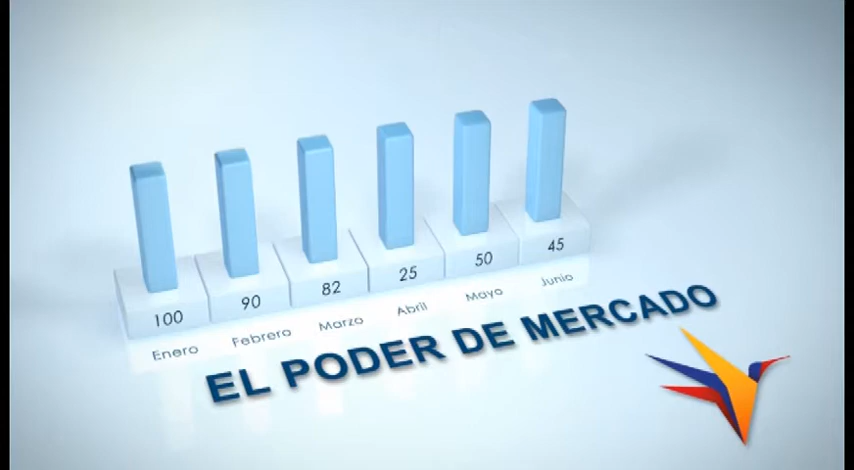 100 90 82 25 50 45
Enero Febrero Marzo Abril Mayo Junio
EL PODER DE MERCADO